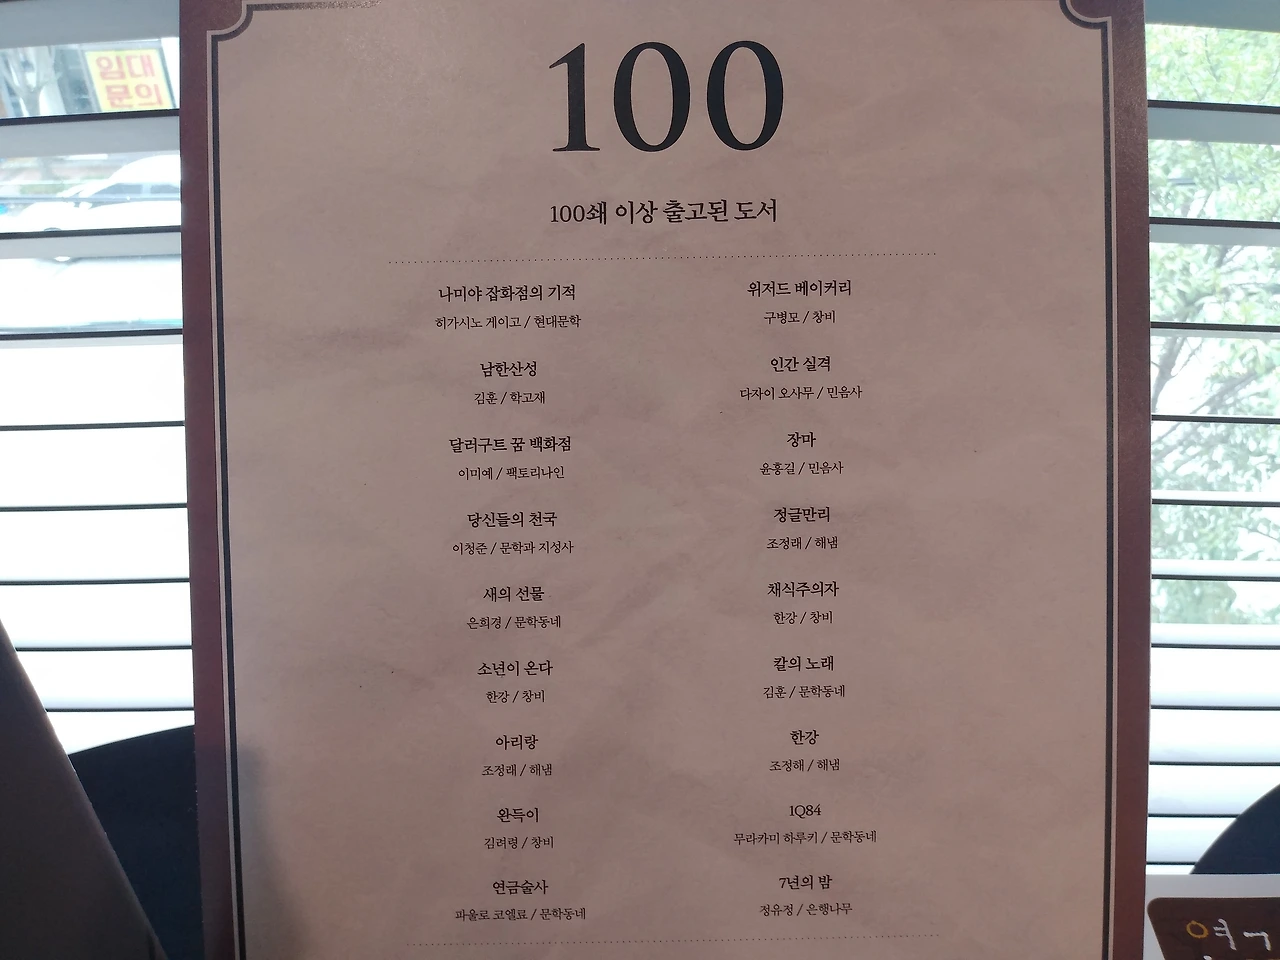 임대
문의
100
100쇄 이상 출고된 도서
나미야 잡화점의 기적
히가시노 게이고 / 현대문학
남한산성
김훈 / 학고재
달러구트 꿈 백화점
이미예 / 팩토리나인
당신들의 천국
이청준 / 문학과 지성사
새의 선물
은희경 / 문학동네
소년이 온다
한강 / 창비
아리랑
조정래 / 해냄
완득이
김려령 / 창비
연금술사
파울로 코엘료 / 문학동네
위저드 베이커리
구병모 / 창비
인간 실격
다자이 오사무 / 민음사
장마
윤흥길 / 민음사
정글만리
조정래 / 해냄
채식주의자
한강 / 창비
칼의 노래
김훈 / 문학동네
한강
조정해 / 해냄
1Q84
무라카미 하루키 / 문학동네
7년의 밤
정유정 / 은행나무